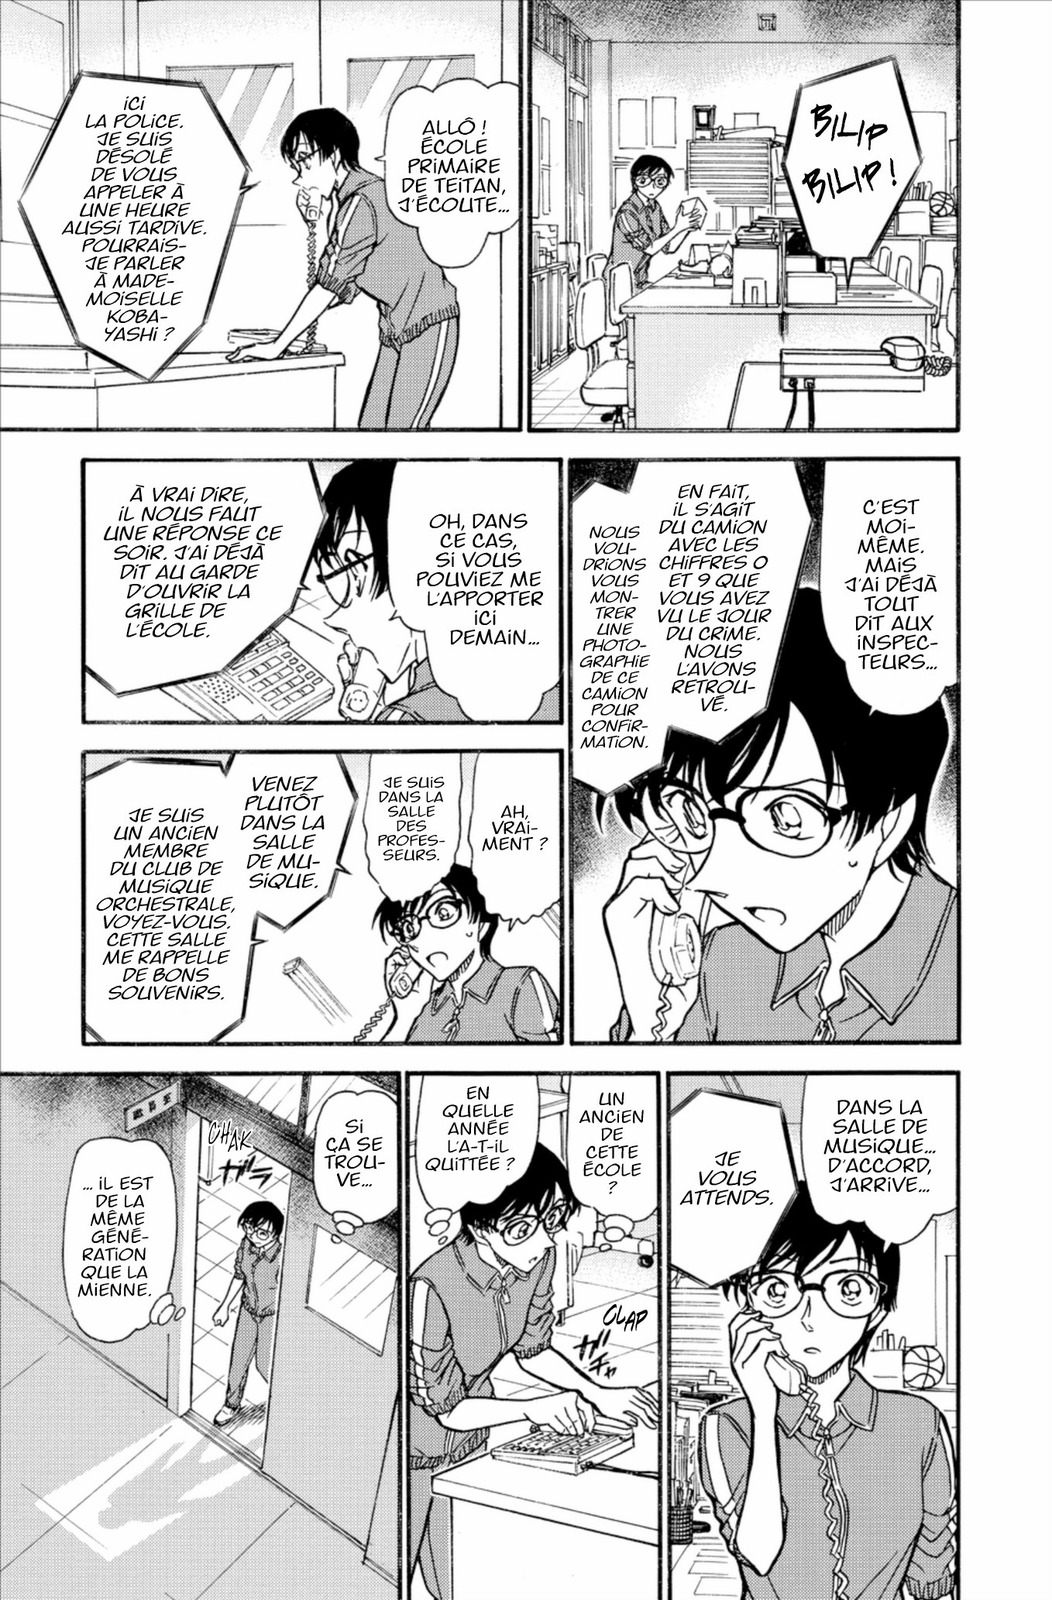 BILIP
BILIP !
ALLÔ !
ÉCOLE
PRIMAIRE
DE TEITAN,
J'ÉCOUTE...
ICI
LA POLICE.
JE SUIS
DÉSOLÉ
DE VOUS
APPELER À
UNE HEURE
AUSSI TARDIVE.
POURRAIS-
JE PARLER
À MADE-
MOISELLE
KOBA-
YASHI ?
C'EST
MOI-
MÊME.
MAIS
J'AI DÉJÀ
TOUT
DIT AUX
INSPEC-
TEURS...
EN FAIT,
IL S'AGIT
DU CAMION
AVEC LES
CHIFFRES 0
ET 9 QUE
VOUS AVEZ
VU LE JOUR
DU CRIME.
NOUS
L'AVONS
RETROU-
VÉ.
NOUS
VOU-
DRIONS
VOUS
MON-
TRER
UNE
PHOTO-
GRAPHIE
DE CE
CAMION
POUR
CONFIR-
MATION.
OH, DANS
CE CAS,
SI VOUS
POUVIEZ ME
L'APPORTER
ICI
DEMAIN...
À VRAI DIRE,
IL NOUS FAUT
UNE RÉPONSE CE
SOIR. J'AI DÉJÀ
DIT AU GARDE
D'OUVRIR LA
GRILLE DE
L'ÉCOLE.
AH,
VRAI-
MENT ?
JE SUIS
DANS LA
SALLE
DES
PROFES-
SEURS.
VENEZ
PLUTÔT
DANS LA
SALLE
DE MU-
SIQUE.
JE SUIS
UN ANCIEN
MEMBRE
DU CLUB DE
MUSIQUE
ORCHESTRALE,
VOYEZ-VOUS.
CETTE SALLE
ME RAPPELLE
DE BONS
SOUVENIRS.
DANS LA
SALLE DE
MUSIQUE...
D'ACCORD,
J'ARRIVE...
JE
VOUS
ATTENDS.
UN
ANCIEN
DE
CETTE
ÉCOLE ?
EN
QUELLE
ANNÉE
L'A-T-IL
QUITTÉE ?
CLAP
ガチャ
SI
ÇA SE
TROU-
VE...
CHAK
ガラ
... IL EST
DE LA
MÊME
GÉNÉ-
RATION
QUE LA
MIENNE.